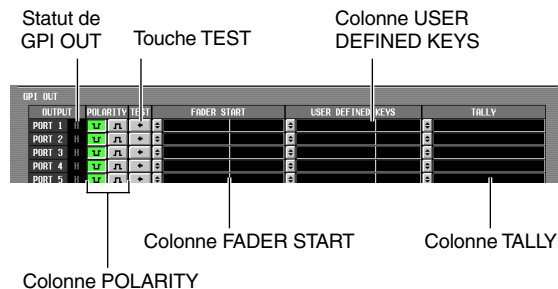 Statut de
GPI OUT
Touche TEST
Colonne USER
DEFINED KEYS
GPI OUT
OUTPUT POLARITY TEST FADER START USER DEFINED KEYS TALLY
PORT 1 H
PORT 2 H
PORT 3 H
PORT 4 H
PORT 5 H
Colonne FADER START
Colonne TALLY
Colonne POLARITY